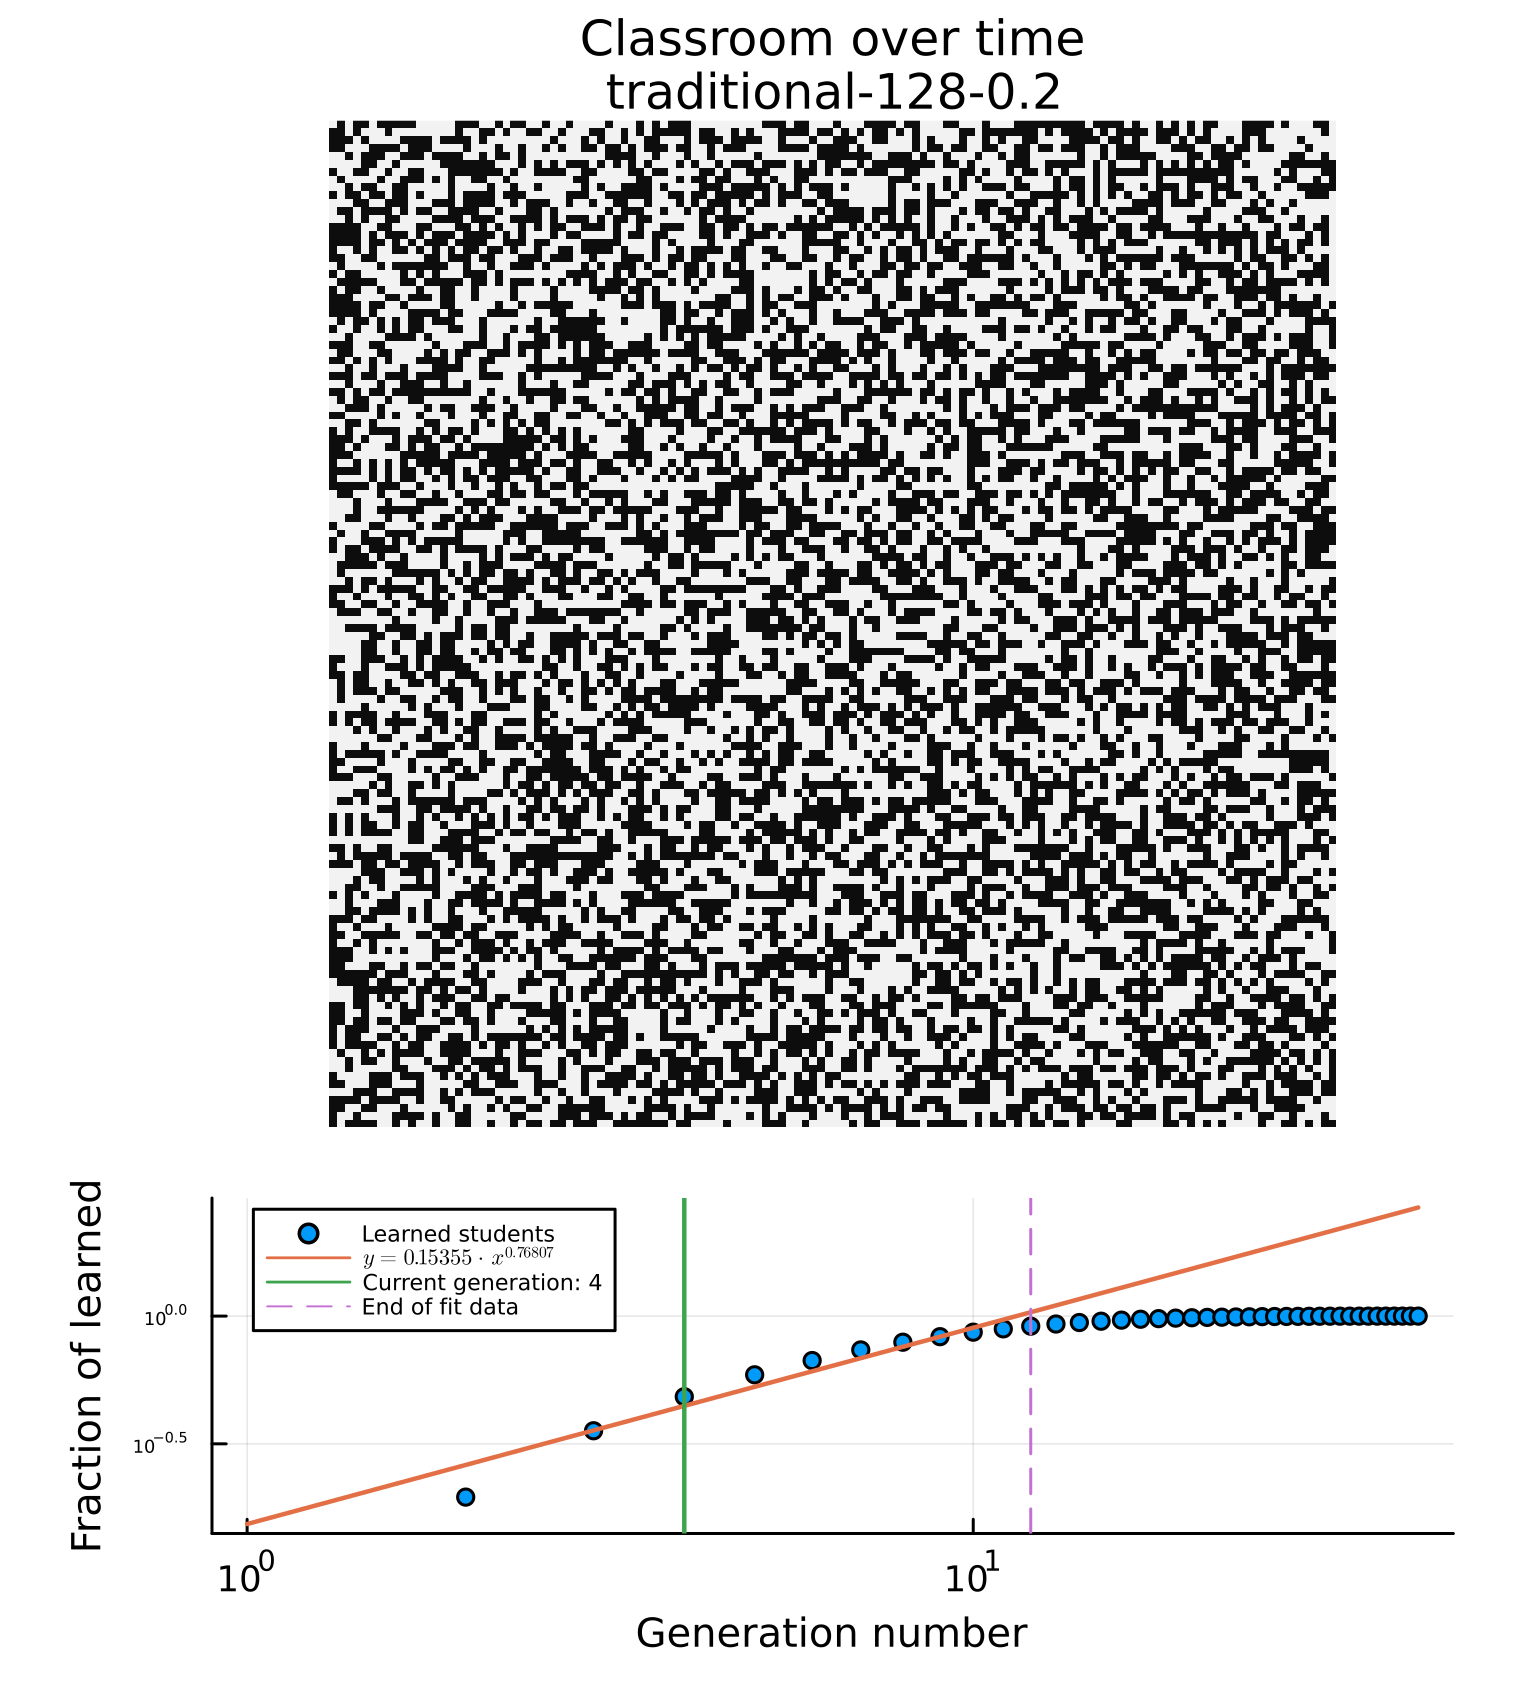 Classroom over time
traditional-128-0.2
Fraction of learned
Learned students
y = 0.15355 · x^0.76807
Current generation: 4
End of fit data
10^0.0
10^−0.5
10^0
10^1
Generation number